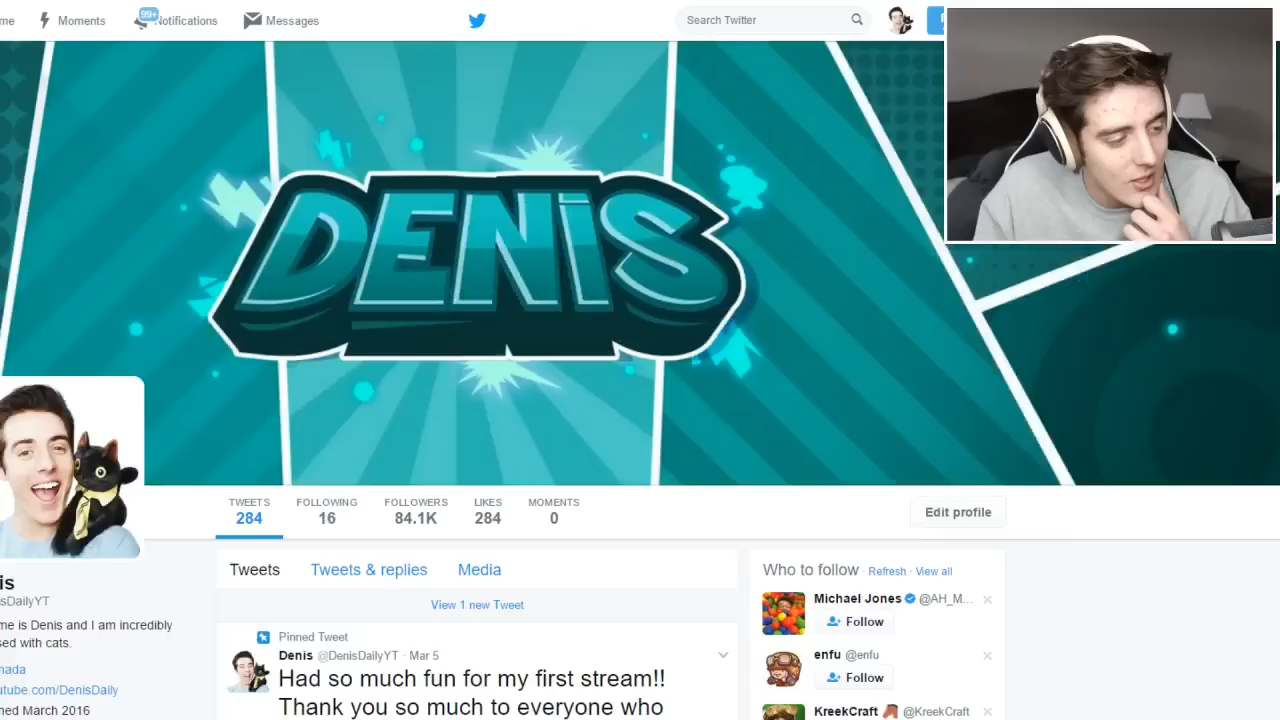 me Moments 99+ Notifications Messages Search Twitter
DENIS
TWEETS FOLLOWING FOLLOWERS LIKES MOMENTS
284 16 84.1K 284 0
Edit profile
Tweets Tweets & replies Media
View 1 new Tweet
Pinned Tweet
Denis @DenisDailyYT · Mar 5
Had so much fun for my first stream!!
Thank you so much to everyone who
is
sDailyYT
me is Denis and I am incredibly
sed with cats.
nada
utube.com/DenisDaily
ned March 2016
Who to follow · Refresh · View all
Michael Jones @AH_M...
Follow
enfu @enfu
Follow
KreekCraft @KreekCraft